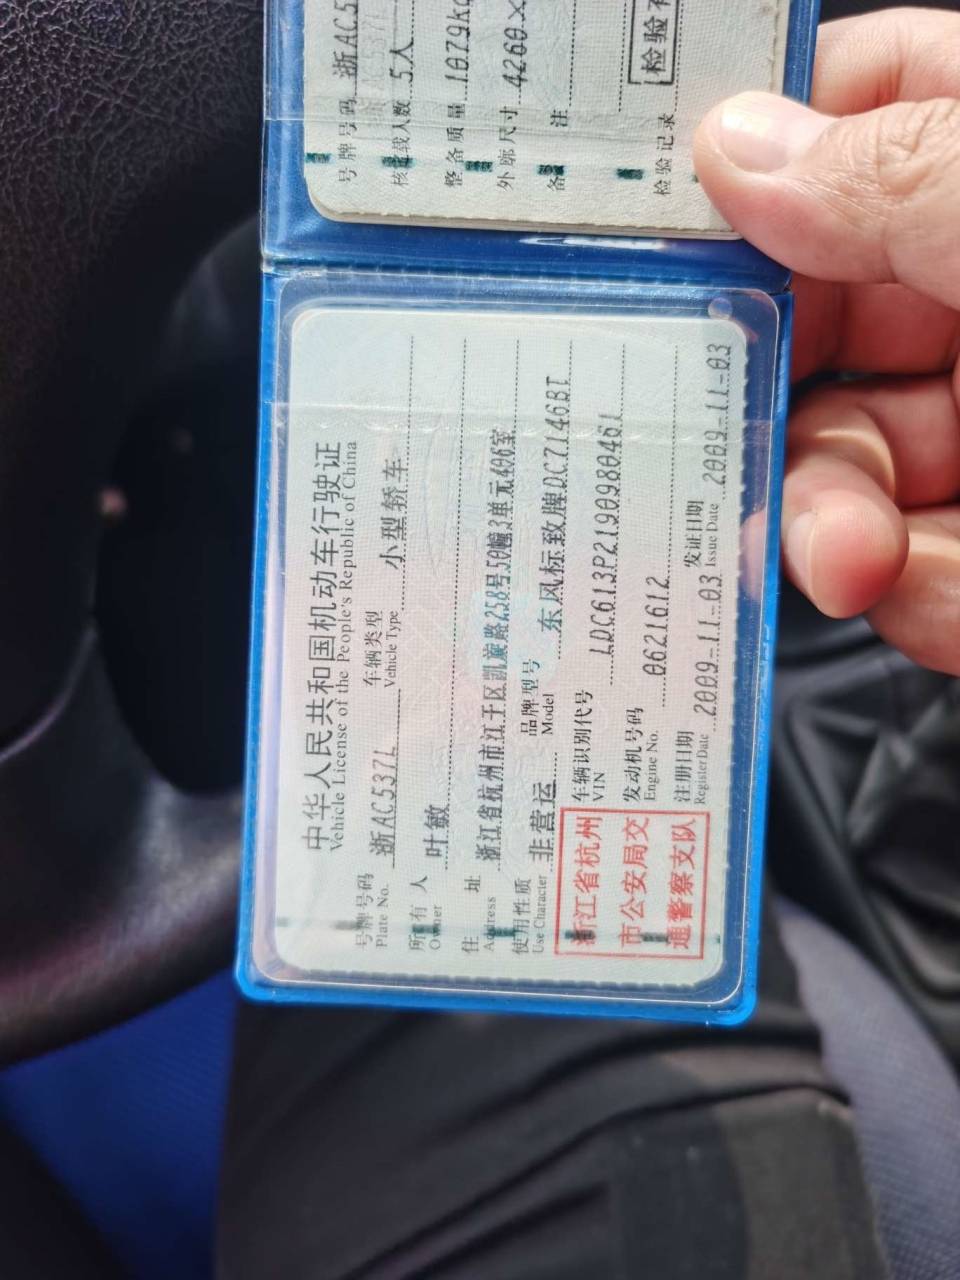 中华人民共和国机动车行驶证
Vehicle License of the People's Republic of China
号牌号码 浙AC537L 车辆类型 小型轿车
Plate No. Vehicle Type
所有人 叶敏
Owner
住址 浙江省杭州市江干区凯旋路258号50幢3单元406室
Address
使用性质 非营运 品牌型号 东风标致牌DC7146BT
Use Character Model
浙江省杭州
市公安局交
通警察支队
车辆识别代号 LDC613P2190980461
VIN
发动机号码 0621612
Engine No.
注册日期 2009-11-03 发证日期 2009-11-03
Register Date Issue Date
号牌号码 浙AC5
核定载人数 5人
整备质量 1079kg
外廓尺寸 4260×
备注
检验记录 检验有